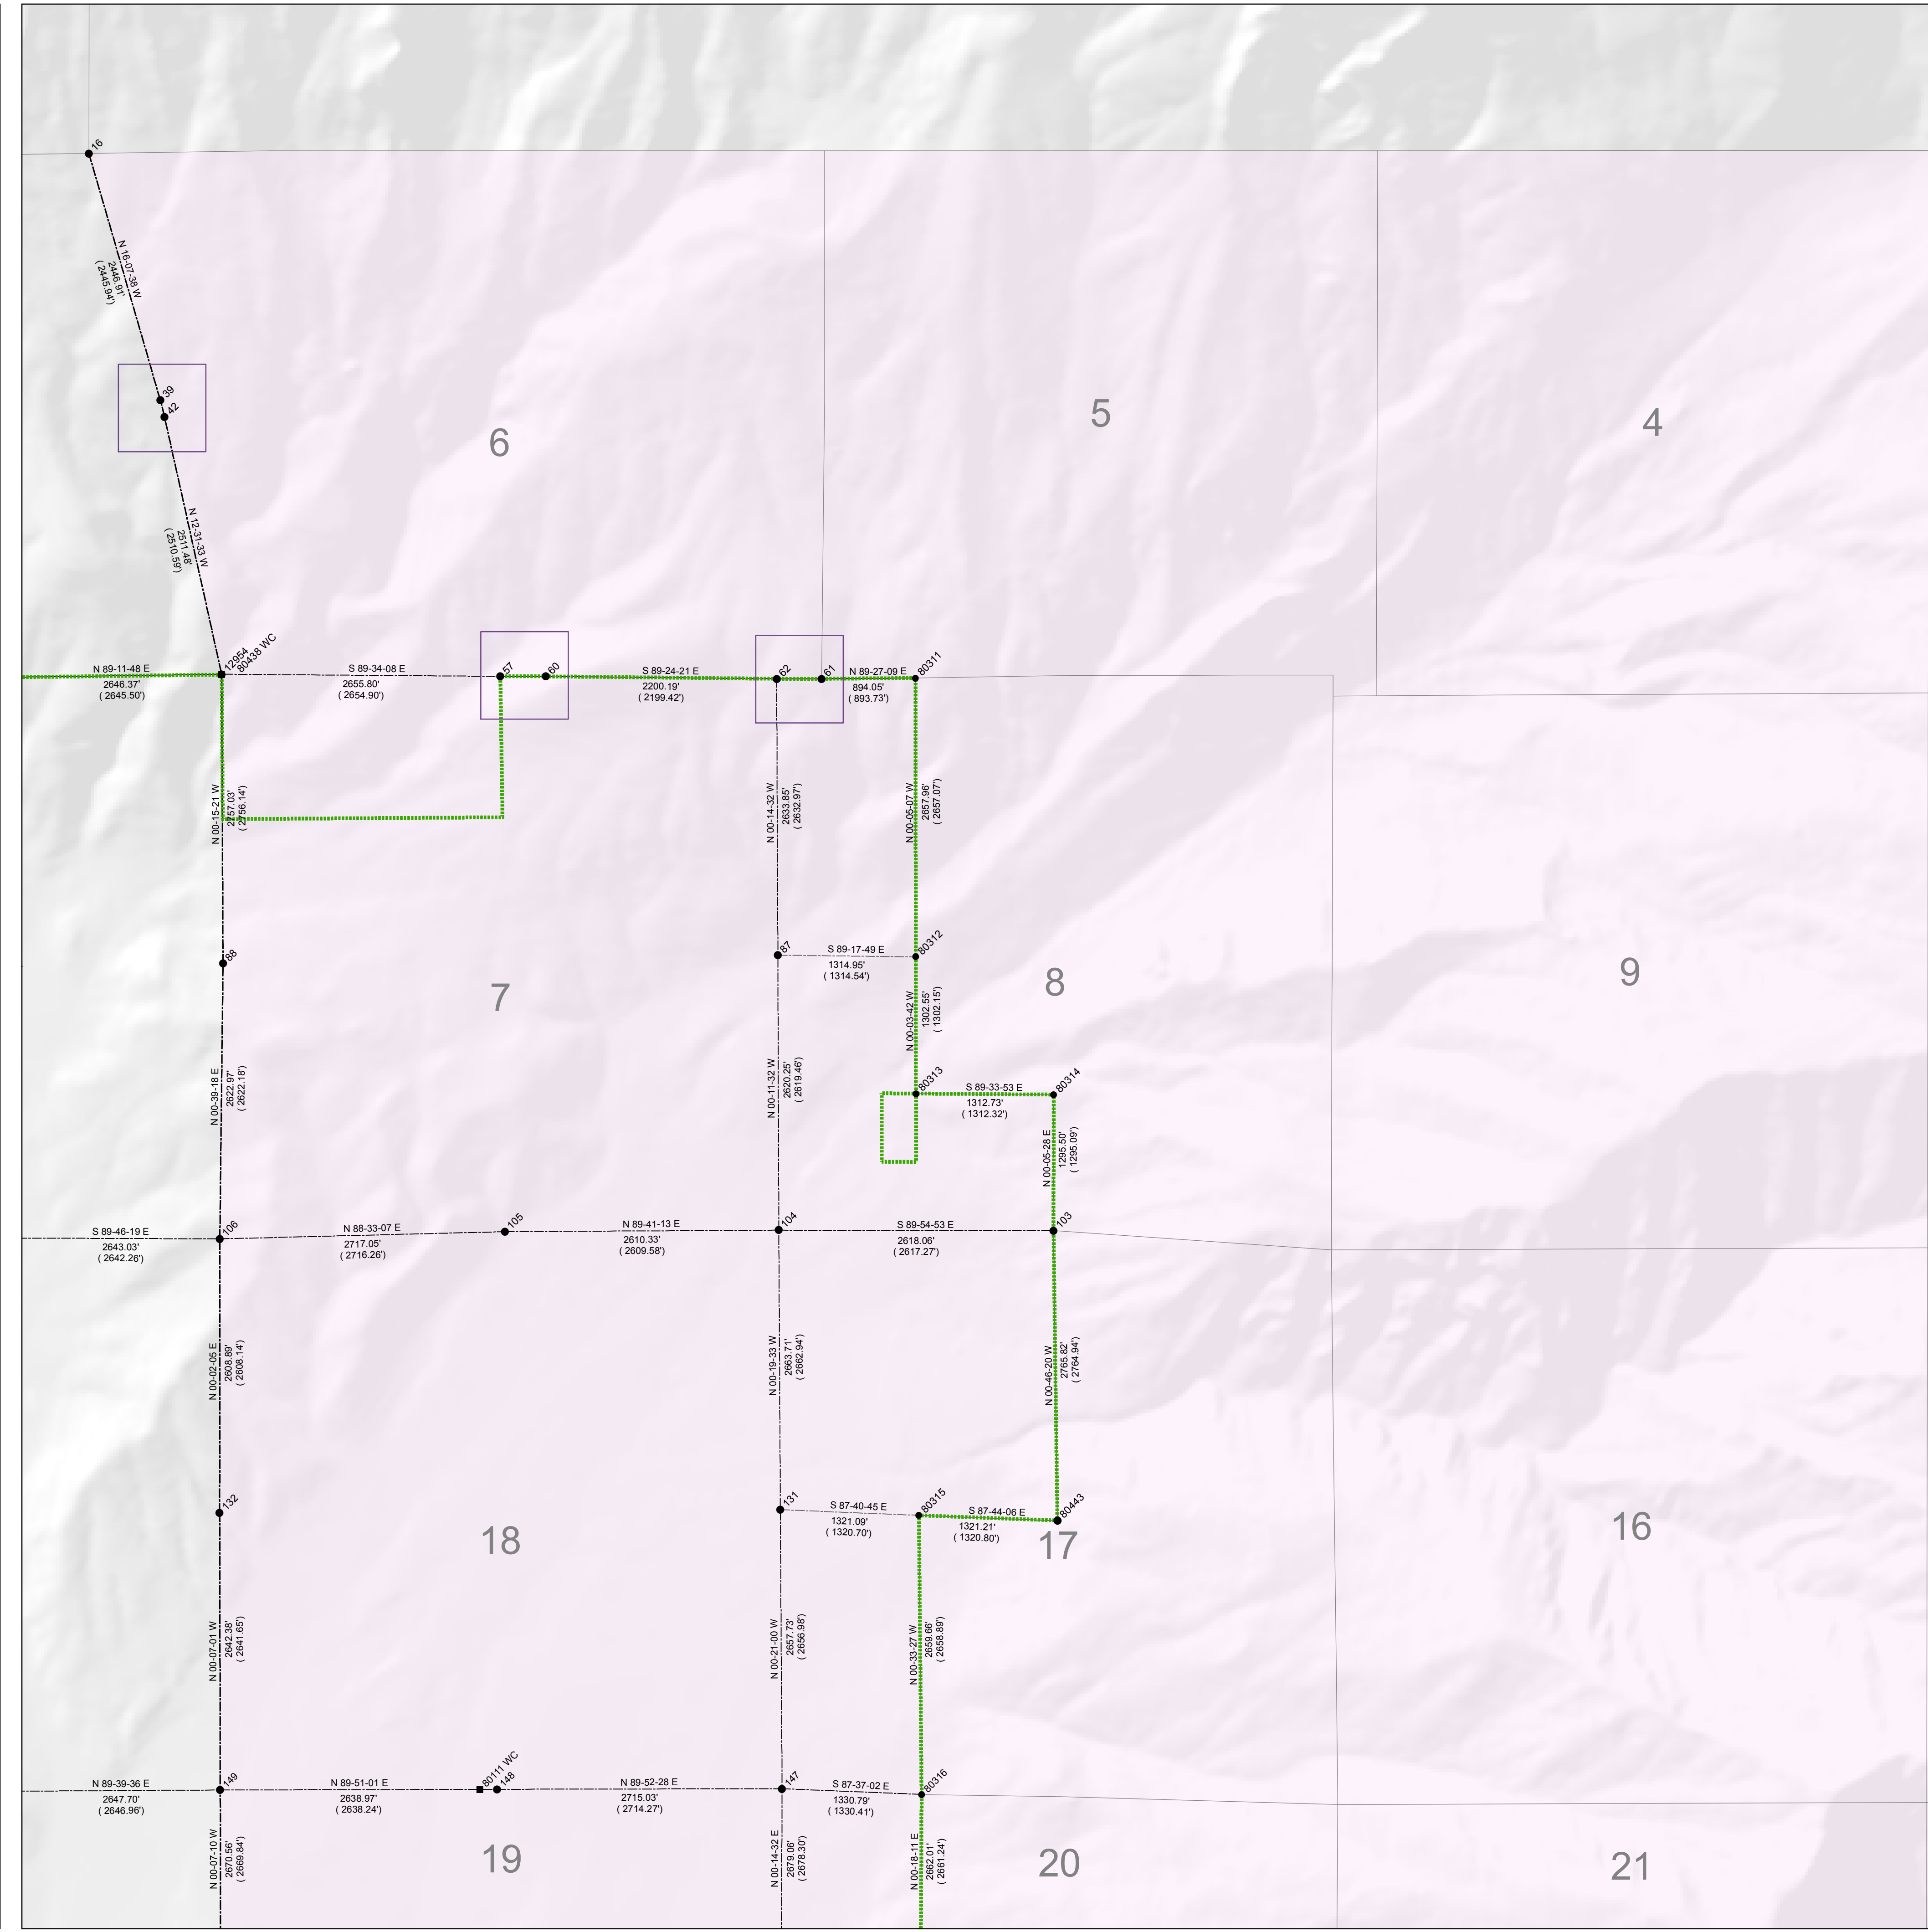 16
N 16-07-38 W
2446.91'
( 2445.94')
39
42
6
5
4
N 12-31-33 W
2511.48'
( 2510.59')
12954
80438 WC
N 89-11-48 E
2646.37'
( 2645.50')
S 89-34-08 E
2655.80'
( 2654.90')
57
60
S 89-24-21 E
2200.19'
( 2199.42')
62
61
N 89-27-09 E
894.05'
( 893.73')
80311
N 00-15-21 W
2757.03'
( 2756.14')
N 00-14-32 W
2633.85'
( 2632.97')
N 00-05-07 W
2657.96'
( 2657.07')
88
87
S 89-17-49 E
1314.95'
( 1314.54')
80312
7
8
9
N 00-03-42 W
1302.55'
( 1302.15')
N 00-39-18 E
2622.97'
( 2622.18')
N 00-11-32 W
2620.25'
( 2619.46')
80313
S 89-33-53 E
1312.73'
( 1312.32')
80314
N 00-05-28 E
1295.50'
( 1295.09')
S 89-46-19 E
2643.03'
( 2642.26')
106
N 88-33-07 E
2717.05'
( 2716.26')
105
N 89-41-13 E
2610.33'
( 2609.58')
104
S 89-54-53 E
2618.06'
( 2617.27')
103
N 00-02-05 E
2608.89'
( 2608.14')
N 00-19-33 W
2663.71'
( 2662.94')
N 00-46-20 W
2765.82'
( 2764.94')
132
131
S 87-40-45 E
1321.09'
( 1320.70')
80315
S 87-44-06 E
1321.21'
( 1320.80')
80443
18
17
16
N 00-07-01 W
2642.38'
( 2641.65')
N 00-21-00 W
2657.73'
( 2656.98')
N 00-33-27 W
2659.66'
( 2658.89')
N 89-39-36 E
2647.70'
( 2646.96')
149
N 89-51-01 E
2638.97'
( 2638.24')
80111 WC
148
N 89-52-28 E
2715.03'
( 2714.27')
147
S 87-37-02 E
1330.79'
( 1330.41')
80316
N 00-07-10 W
2670.56'
( 2669.84')
19
N 00-14-32 E
2679.06'
( 2678.30')
N 00-18-11 E
2662.01'
( 2661.24')
20
21